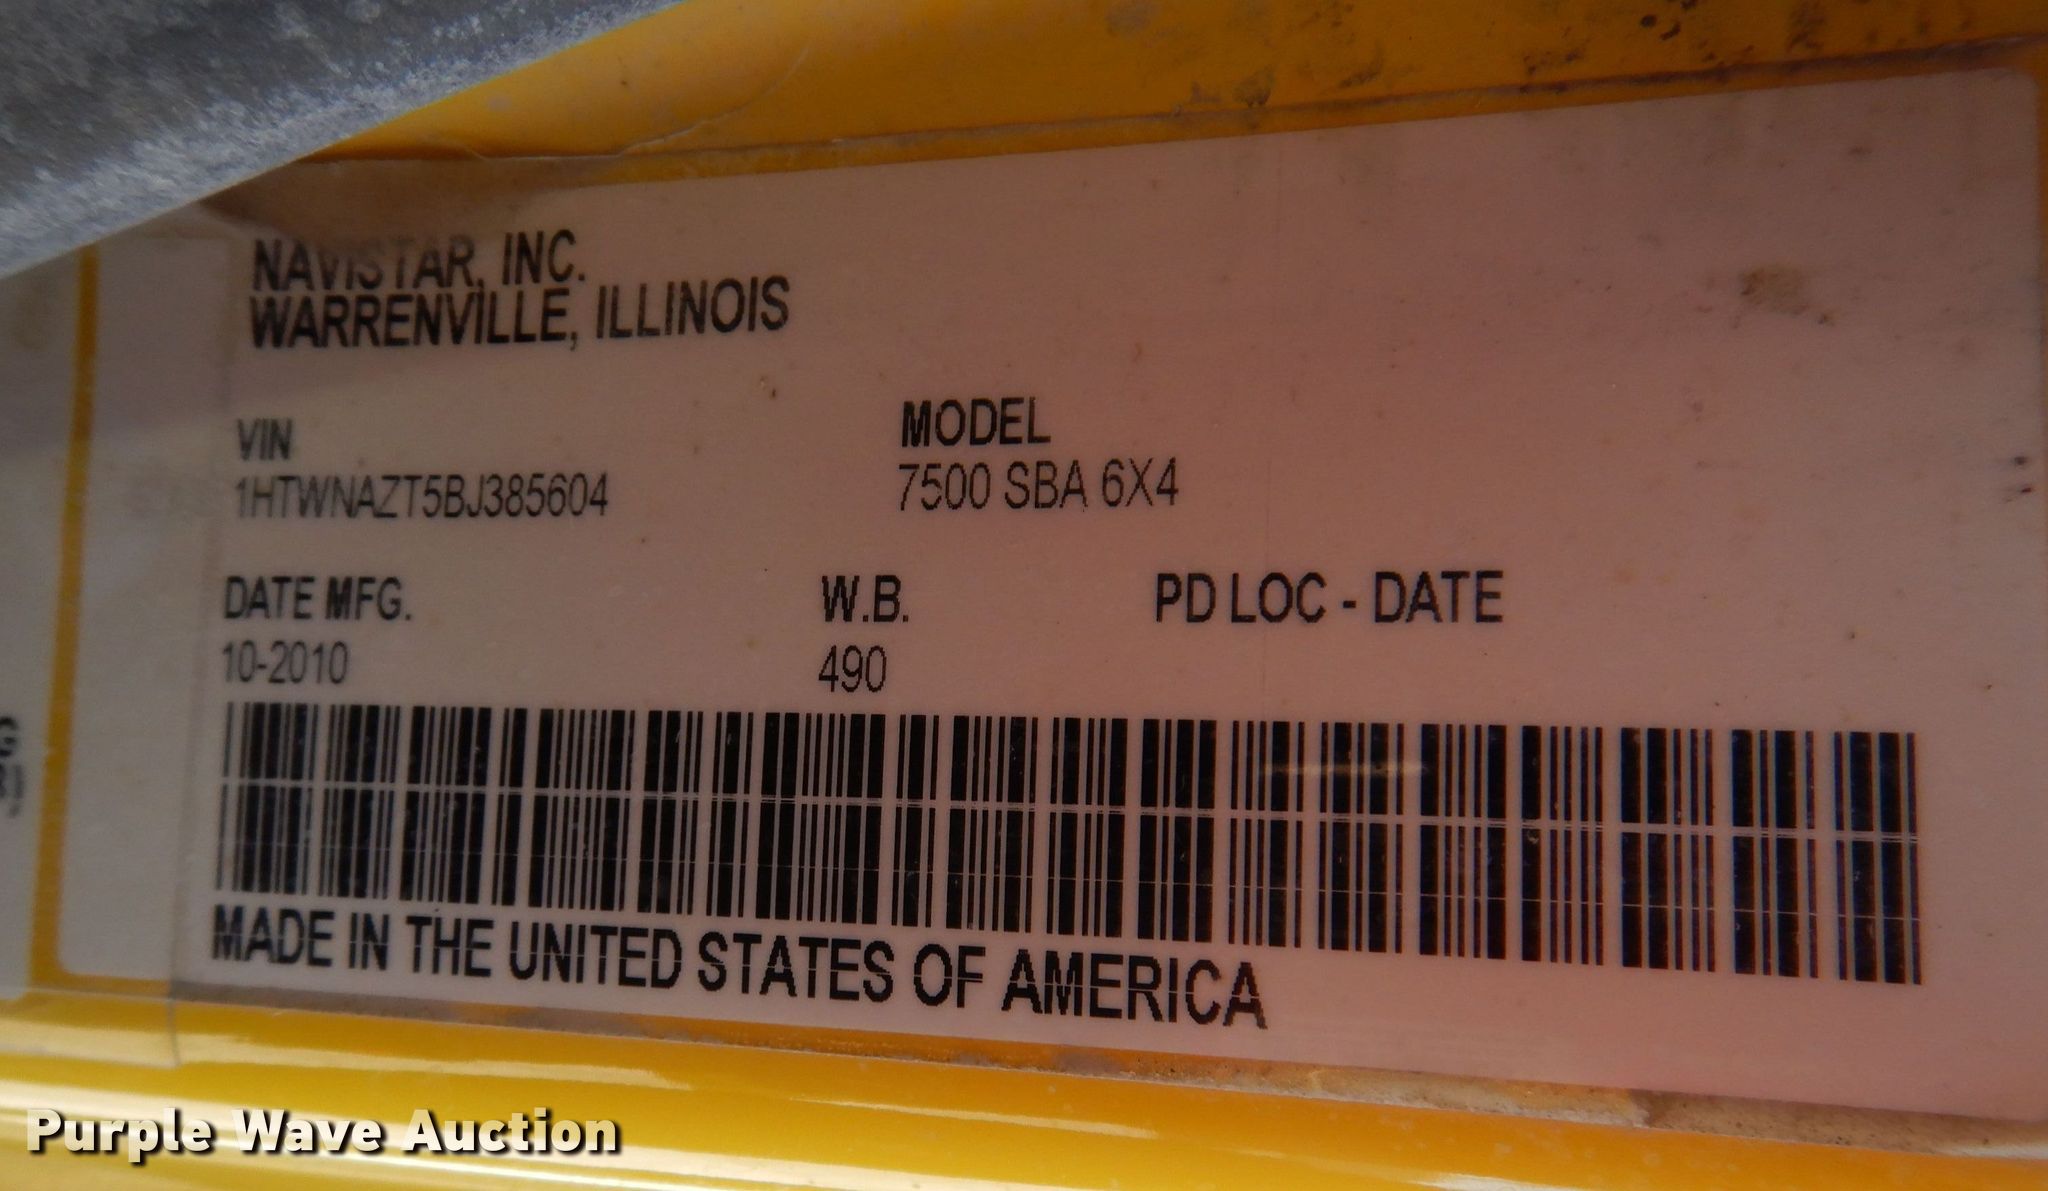 NAVISTAR, INC.
WARRENVILLE, ILLINOIS
VIN
1HTWNAZT5BJ385604
MODEL
7500 SBA 6X4
DATE MFG.
10-2010
W.B.
490
PD LOC - DATE
MADE IN THE UNITED STATES OF AMERICA
Purple Wave Auction